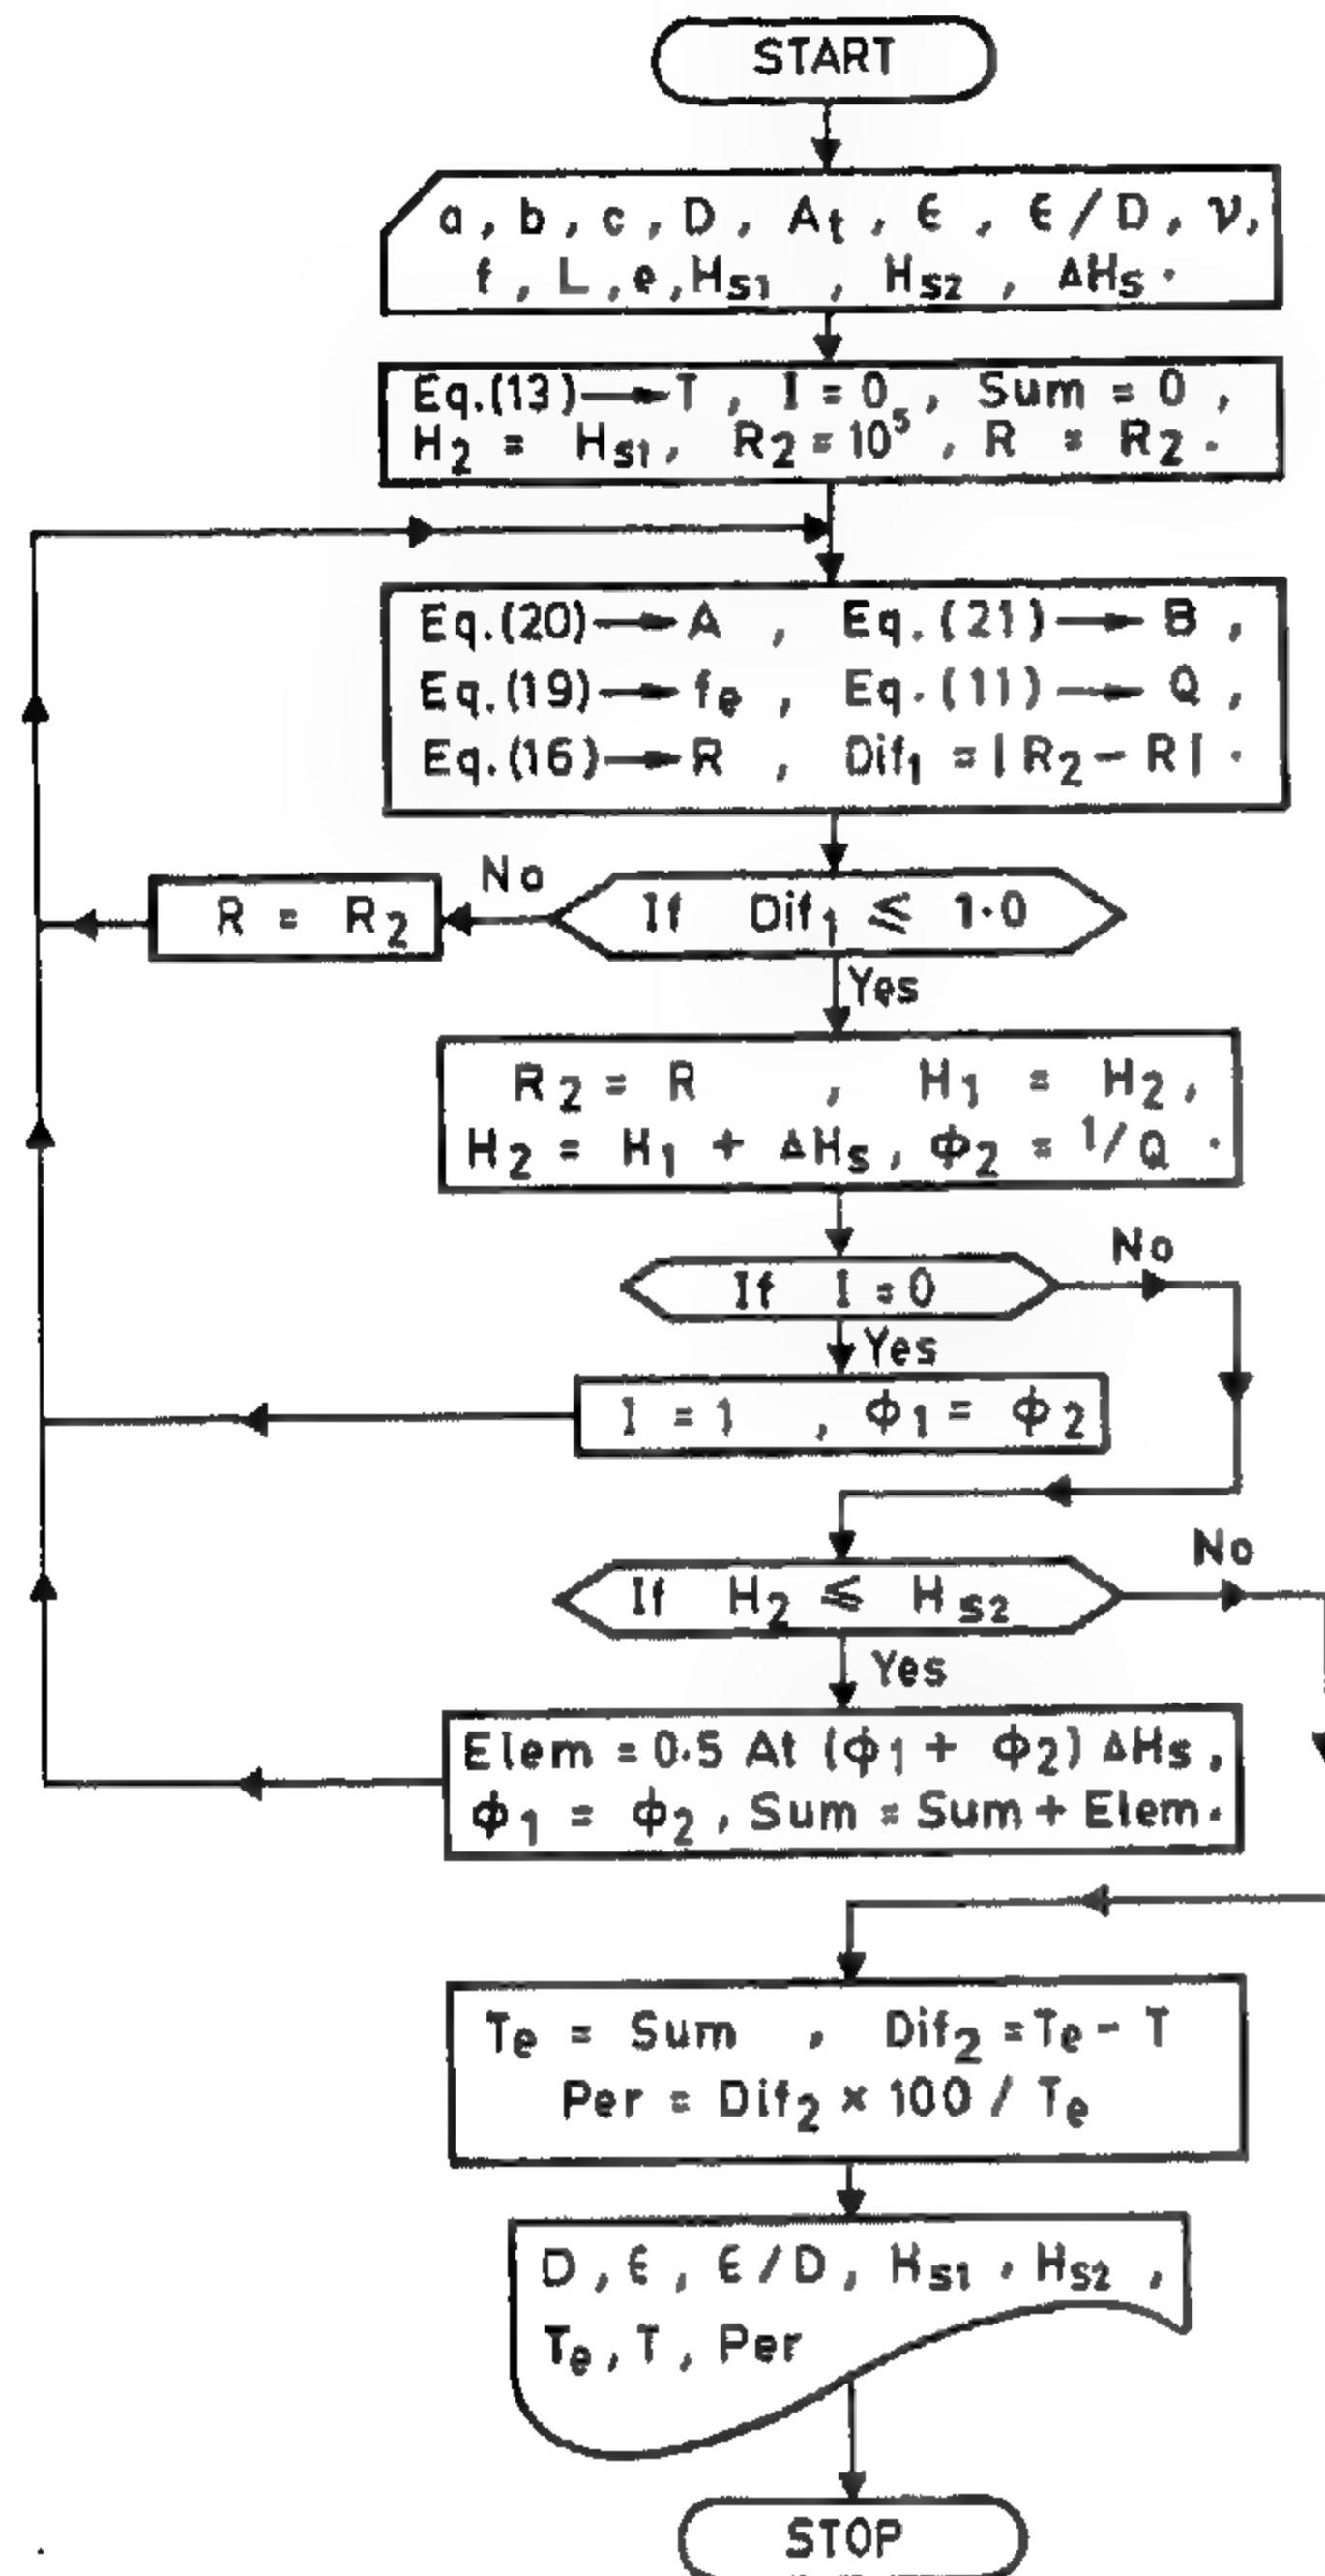 START
a , b , c , D , At , ϵ , ϵ / D , ν ,
f , L , e , HS1 , HS2 , ΔHS .
Eq.(13)→T , I = 0 , Sum = 0 ,
H2 = HS1 , R2 = 10⁵ , R = R2 .
Eq.(20)→A , Eq.(21)→B ,
Eq.(19)→fe , Eq.(11)→Q ,
Eq.(16)→R , Dif1 = | R2 − R | .
If Dif1 ≤ 1·0
No
R = R2
Yes
R2 = R , H1 = H2 ,
H2 = H1 + ΔHs , ϕ2 = 1/Q .
If I = 0
No
Yes
I = 1 , ϕ1 = ϕ2
If H2 ≤ Hs2
No
Yes
Elem = 0·5 At (ϕ1 + ϕ2) ΔHs ,
ϕ1 = ϕ2 , Sum = Sum + Elem .
Te = Sum , Dif2 = Te − T
Per = Dif2 × 100 / Te
D , ϵ , ϵ / D , HS1 , HS2 ,
Te , T , Per
STOP